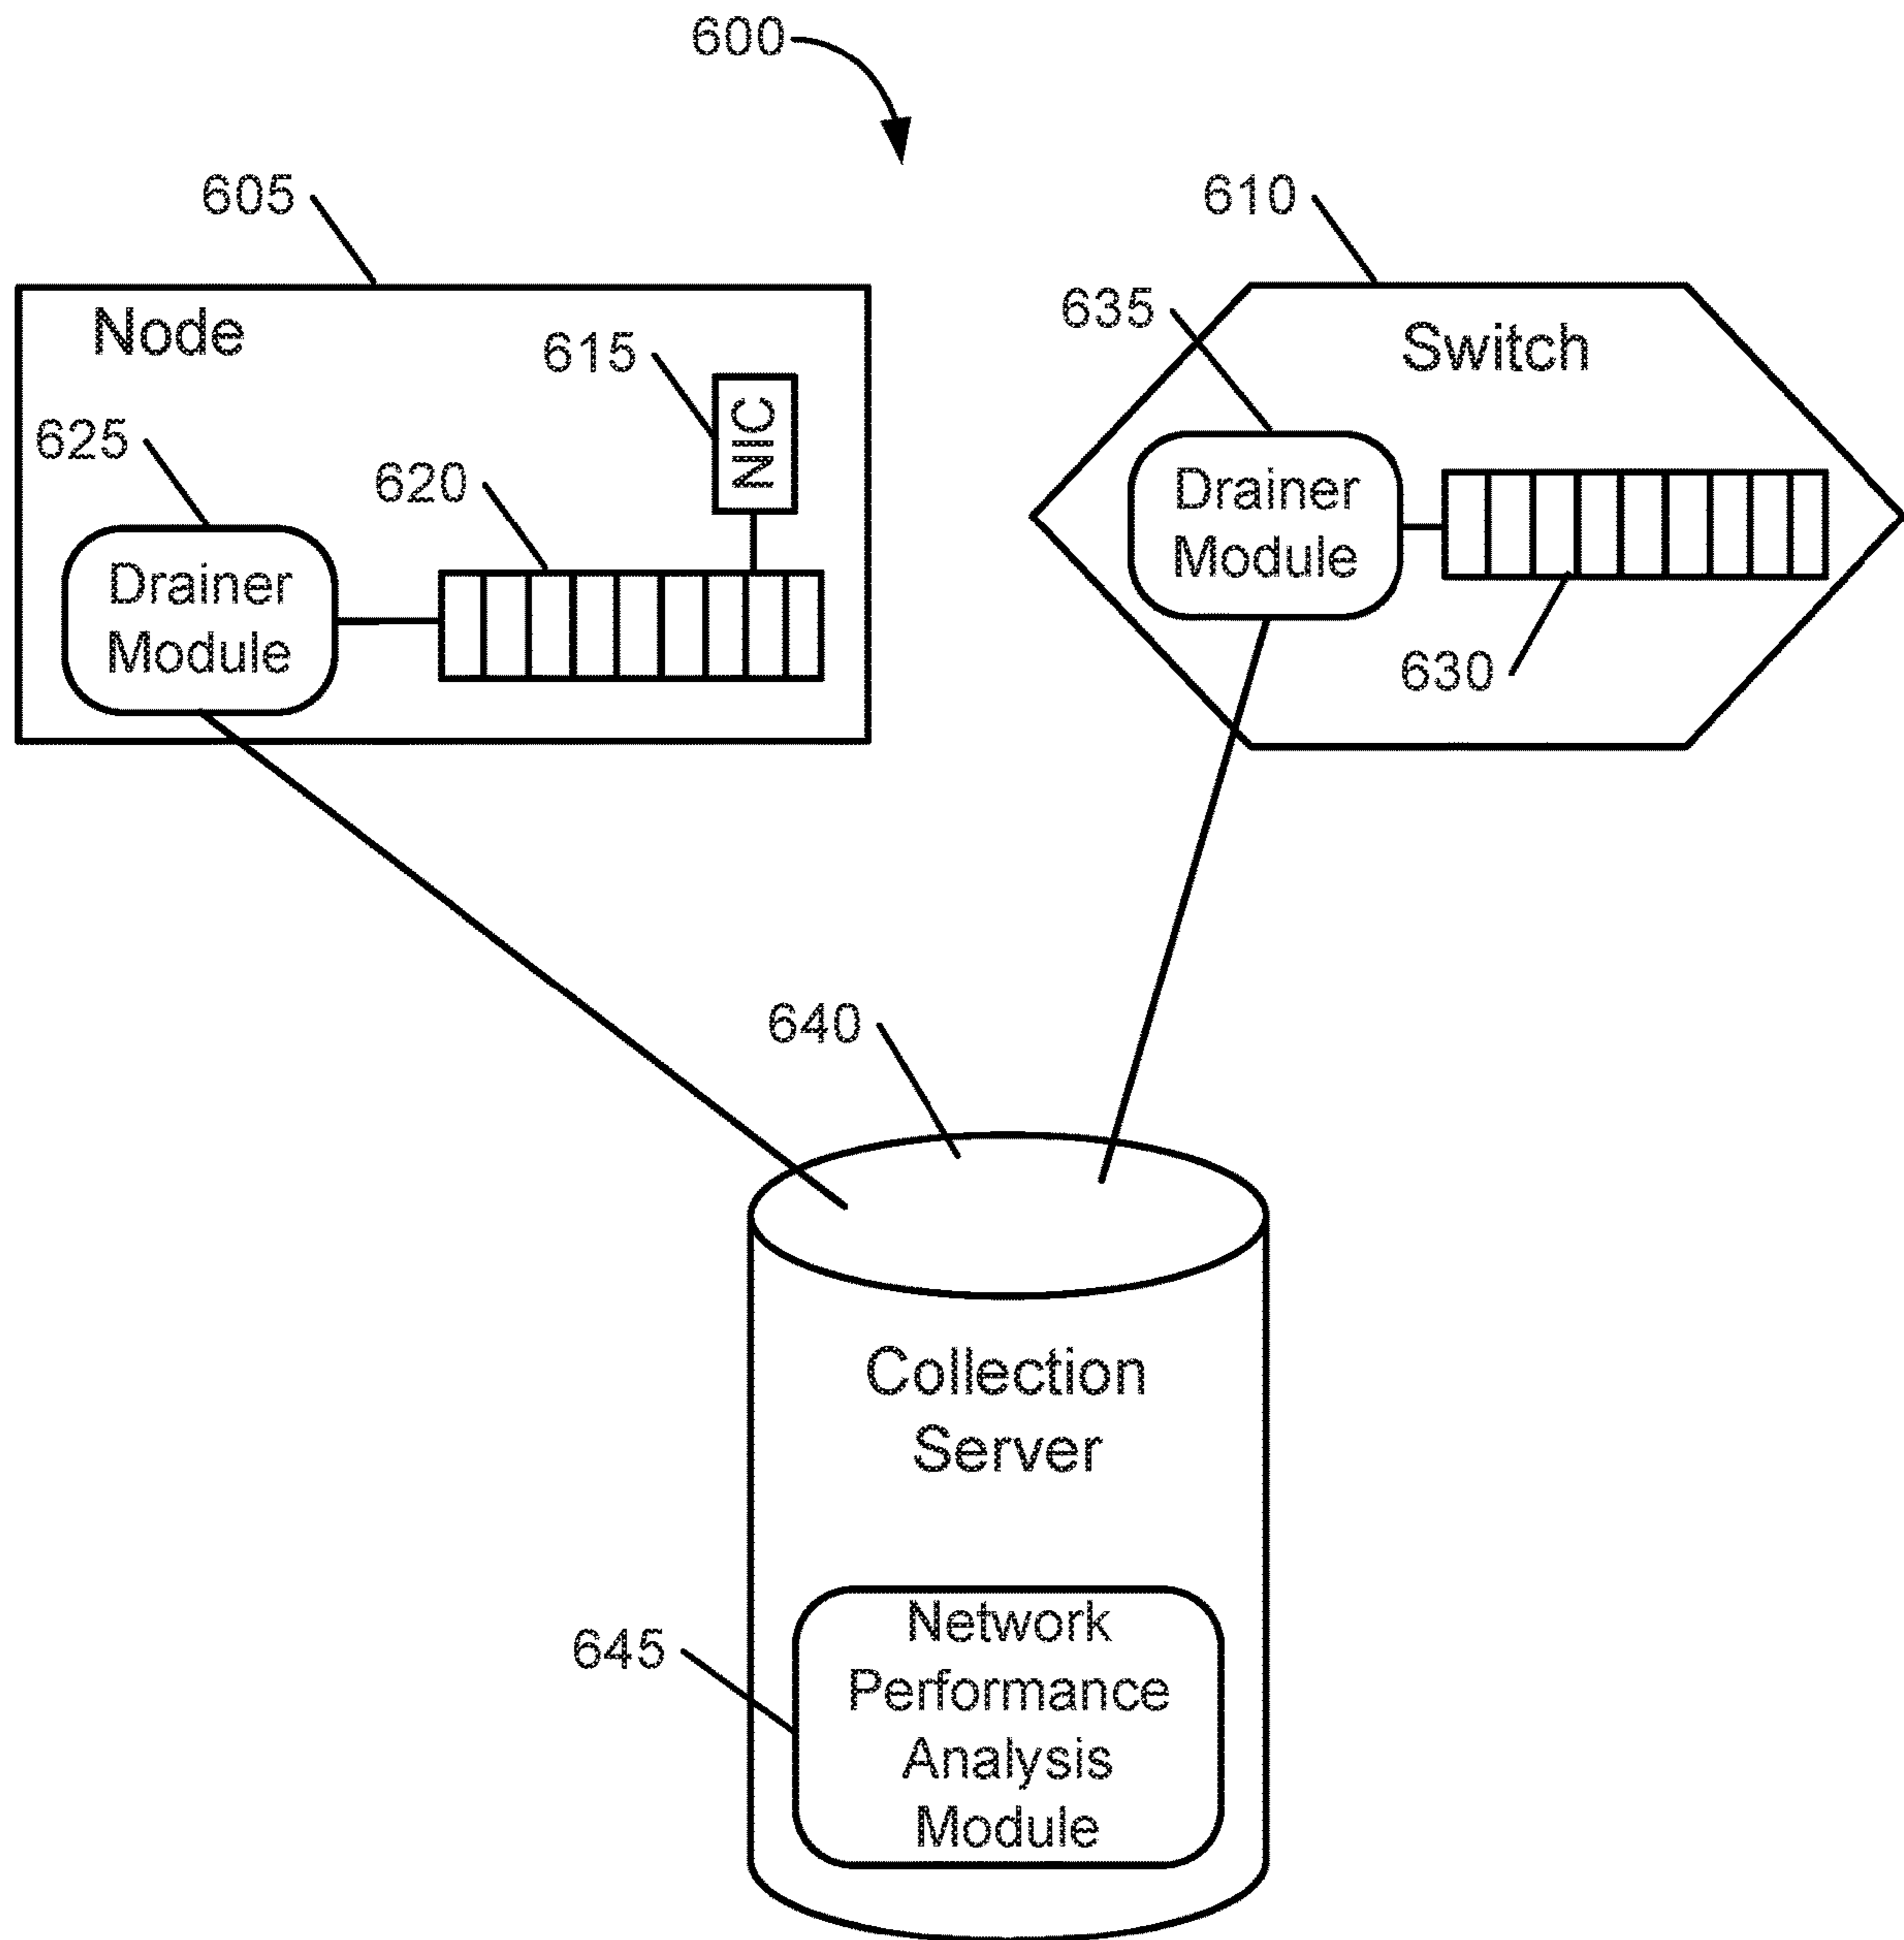 600
605
610
Node
615
NIC
625
620
Drainer
Module
635
Switch
Drainer
Module
630
640
Collection
Server
645
Network
Performance
Analysis
Module